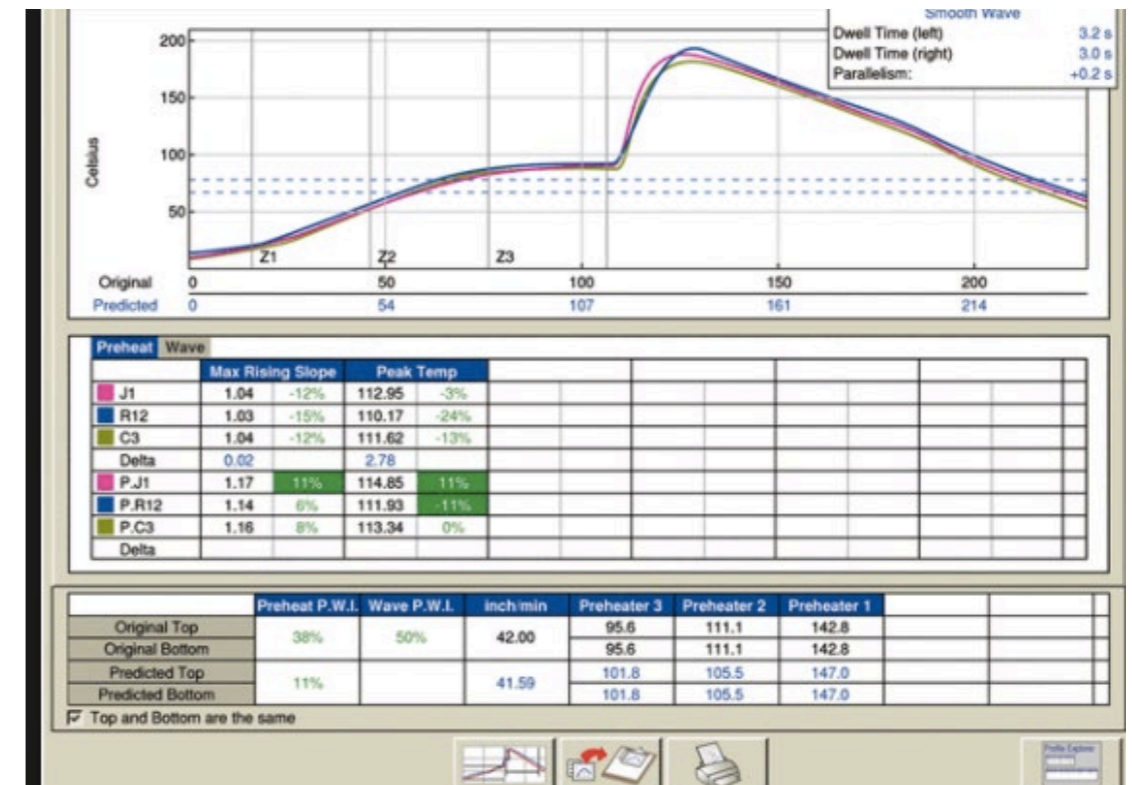 Smooth Wave
Dwell Time (left) 3.2 s
Dwell Time (right) 3.0 s
Parallelism: +0.2 s
200
150
100
50
Celsius
Z1 Z2 Z3
Original 0 50 100 150 200
Predicted 0 54 107 161 214
Preheat Wave
Max Rising Slope Peak Temp
J1 1.04 -12% 112.95 -3%
R12 1.03 -15% 110.17 -24%
C3 1.04 -12% 111.62 -13%
Delta 0.02 2.78
P.J1 1.17 11% 114.85 11%
P.R12 1.14 6% 111.93 -11%
P.C3 1.16 8% 113.34 0%
Delta
Preheat P.W.I. Wave P.W.I. inch/min Preheater 3 Preheater 2 Preheater 1
Original Top 38% 50% 42.00 95.6 111.1 142.8
Original Bottom 95.6 111.1 142.8
Predicted Top 11% 41.59 101.8 105.5 147.0
Predicted Bottom 101.8 105.5 147.0
Top and Bottom are the same
Profile Explorer